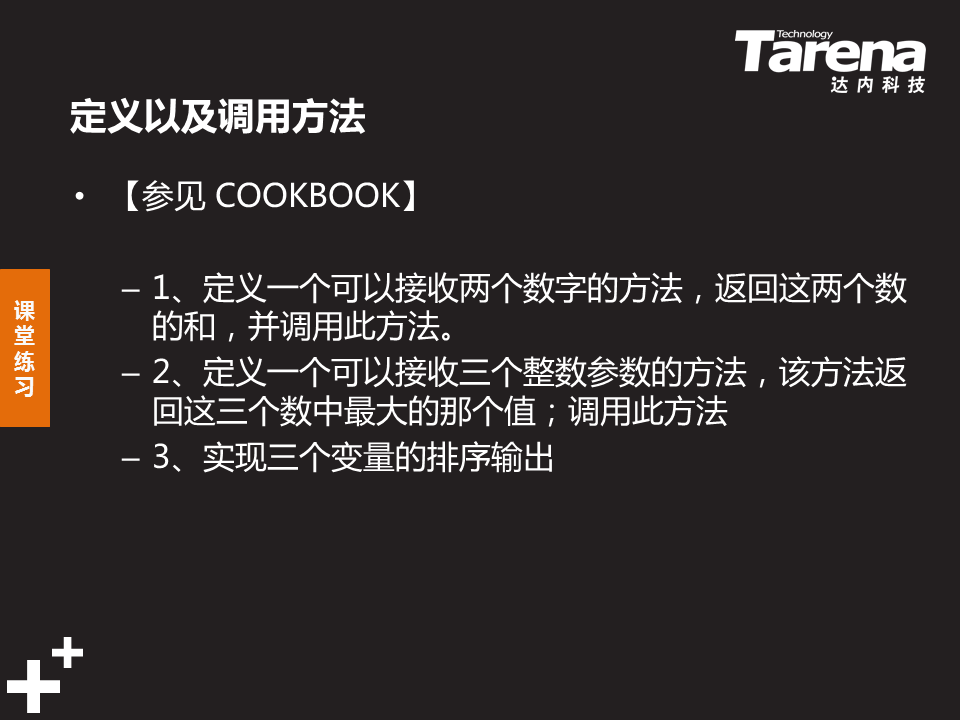 Technology
Tarena
达内科技
定义以及调用方法
• 【参见 COOKBOOK】
– 1、定义一个可以接收两个数字的方法，返回这两个数
的和，并调用此方法。
– 2、定义一个可以接收三个整数参数的方法，该方法返
回这三个数中最大的那个值；调用此方法
– 3、实现三个变量的排序输出
课
堂
练
习